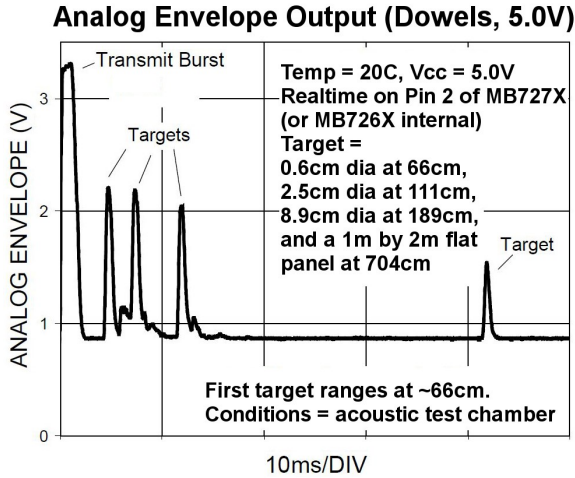 Analog Envelope Output (Dowels, 5.0V)
Transmit Burst
Temp = 20C, Vcc = 5.0V
Realtime on Pin 2 of MB727X
(or MB726X internal)
Target =
0.6cm dia at 66cm,
2.5cm dia at 111cm,
8.9cm dia at 189cm,
and a 1m by 2m flat
panel at 704cm
Targets
Target
ANALOG ENVELOPE (V)
3
2
1
0
First target ranges at ~66cm.
Conditions = acoustic test chamber
10ms/DIV